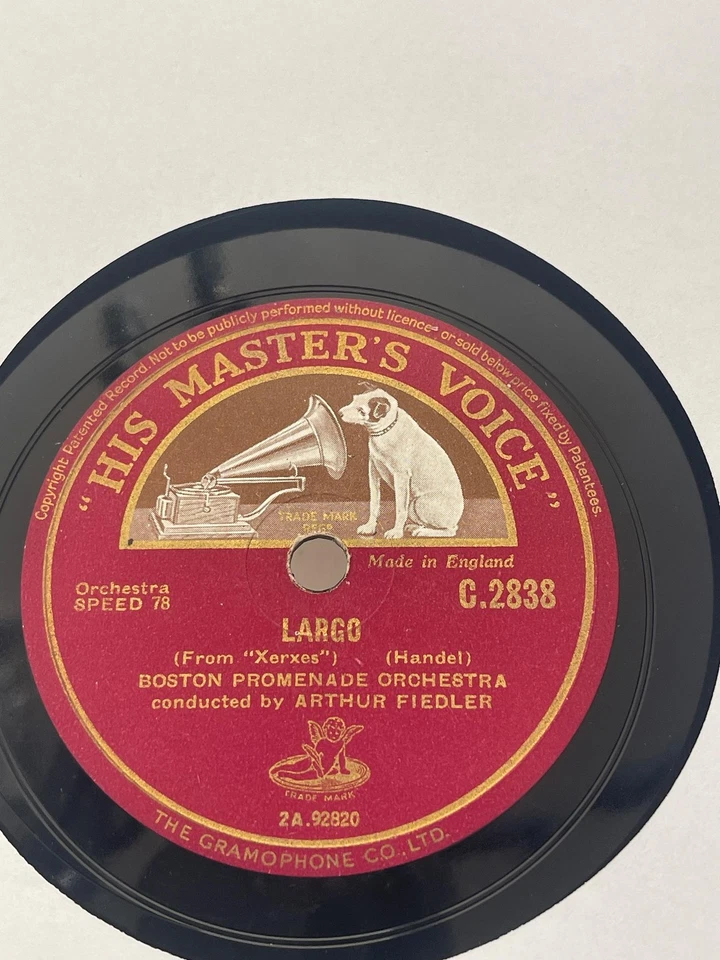 Copyright Patented Record. Not to be publicly performed without licence or sold below price fixed by Patentees.
"HIS MASTER'S VOICE"
TRADE MARK
Made in England
Orchestra
SPEED 78
C.2838
LARGO
(From "Xerxes") (Handel)
BOSTON PROMENADE ORCHESTRA
conducted by ARTHUR FIEDLER
TRADE MARK
2A.92820
THE GRAMOPHONE CO., LTD.